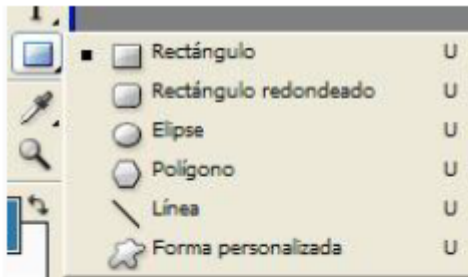 T
Rectángulo U
Rectángulo redondeado U
Elipse U
Polígono U
Línea U
Forma personalizada U